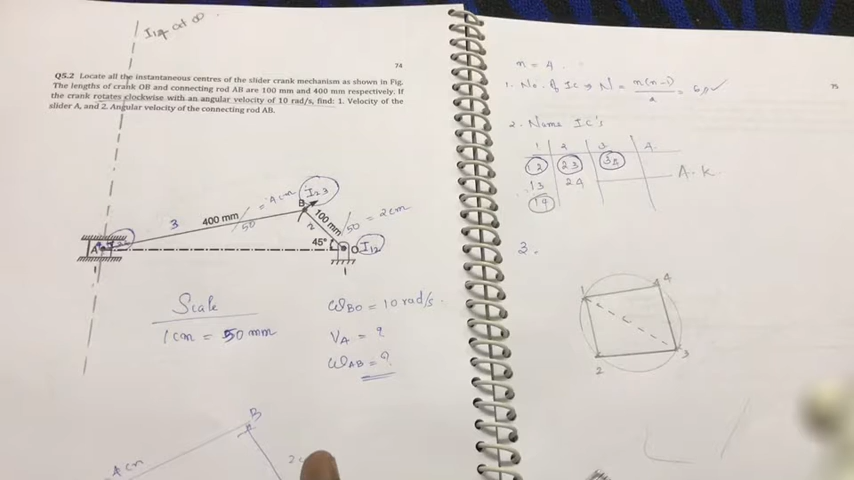 I14 at ∞
74
Q5.2 Locate all the instantaneous centres of the slider crank mechanism as shown in Fig.
The lengths of crank OB and connecting rod AB are 100 mm and 400 mm respectively. If
the crank rotates clockwise with an angular velocity of 10 rad/s, find: 1. Velocity of the
slider A, and 2. Angular velocity of the connecting rod AB.
I23
B
3
400 mm/50 = 4cm
100 mm/50 = 2cm
2
45°
A
O
I12
1
1
Scale
1 cm = 50 mm
ωBO = 10 rad/s.
VA = ?
ωAB = ?
B
4 cm
n = 4.
75
1. No. of IC ⇒ N = n(n-1)/2 = 6
2. Name IC's
1 2 3 4
12 23 34
13 24
14
A.K
3.
1
4
2
3